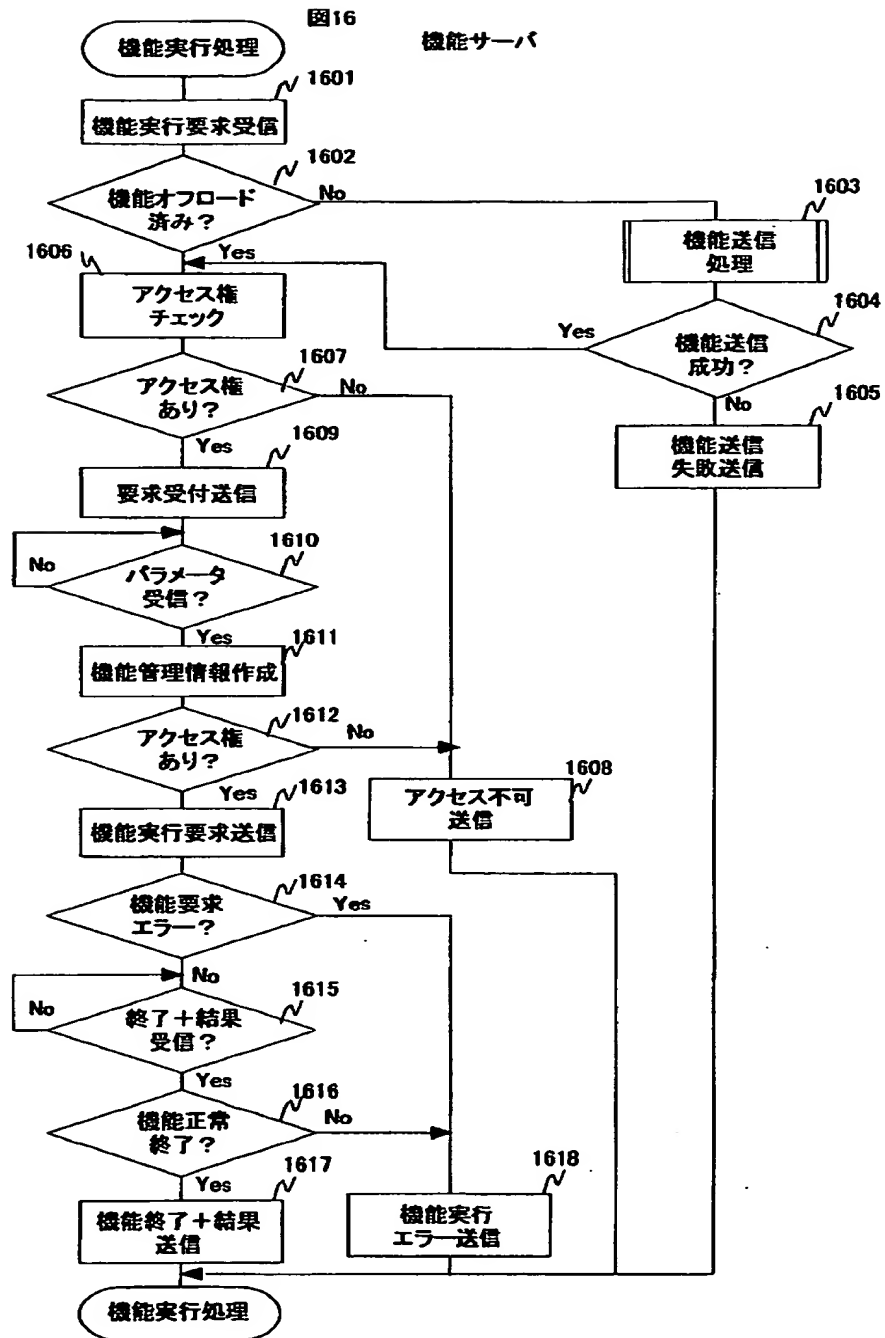 図16
機能サーバ
機能実行処理
1601
機能実行要求受信
1602
機能オフロード
済み?
No
Yes
1603
機能送信
処理
1604
機能送信
成功?
Yes
No
1605
機能送信
失敗送信
1606
アクセス権
チェック
1607
アクセス権
あり?
No
Yes
1609
要求受付送信
1610
パラメータ
受信?
No
Yes
1611
機能管理情報作成
1612
アクセス権
あり?
No
Yes
1608
アクセス不可
送信
1613
機能実行要求送信
1614
機能要求
エラー?
Yes
No
1615
終了+結果
受信?
No
Yes
1616
機能正常
終了?
No
Yes
1617
機能終了+結果
送信
1618
機能実行
エラー送信
機能実行処理